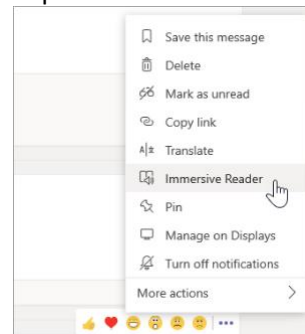 Save this message
Delete
Mark as unread
Copy link
Translate
Immersive Reader
Pin
Manage on Displays
Turn off notifications
More actions